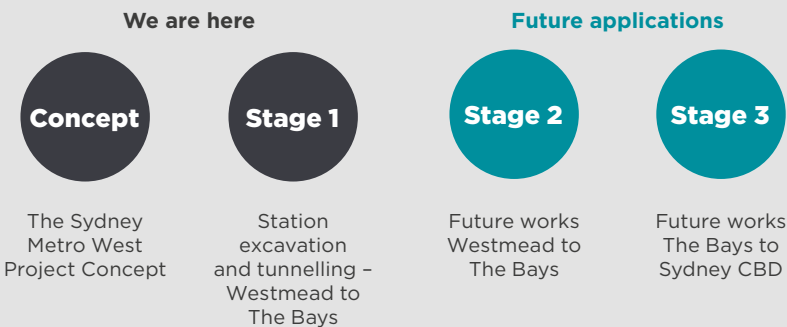 We are here
Future applications
Concept
Stage 1
Stage 2
Stage 3
The Sydney
Metro West
Project Concept
Station
excavation
and tunnelling –
Westmead to
The Bays
Future works
Westmead to
The Bays
Future works
The Bays to
Sydney CBD